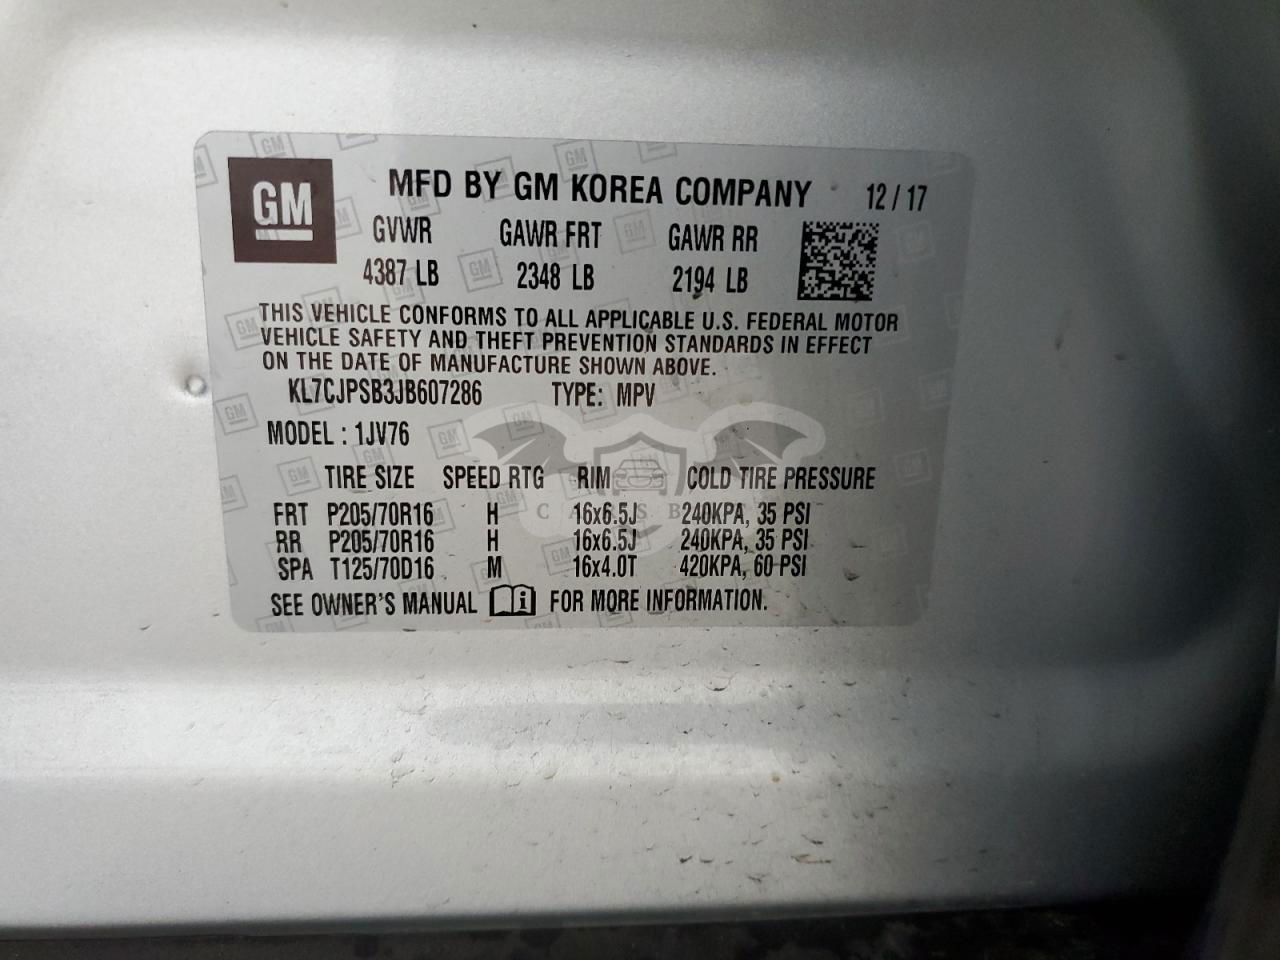 GM MFD BY GM KOREA COMPANY 12/17
GVWR GAWR FRT GAWR RR
4387 LB 2348 LB 2194 LB
THIS VEHICLE CONFORMS TO ALL APPLICABLE U.S. FEDERAL MOTOR
VEHICLE SAFETY AND THEFT PREVENTION STANDARDS IN EFFECT
ON THE DATE OF MANUFACTURE SHOWN ABOVE.
KL7CJPSB3JB607286 TYPE: MPV
MODEL : 1JV76
TIRE SIZE SPEED RTG RIM COLD TIRE PRESSURE
FRT P205/70R16 H 16x6.5J 240KPA, 35 PSI
RR P205/70R16 H 16x6.5J 240KPA, 35 PSI
SPA T125/70D16 M 16x4.0T 420KPA, 60 PSI
SEE OWNER'S MANUAL i FOR MORE INFORMATION.